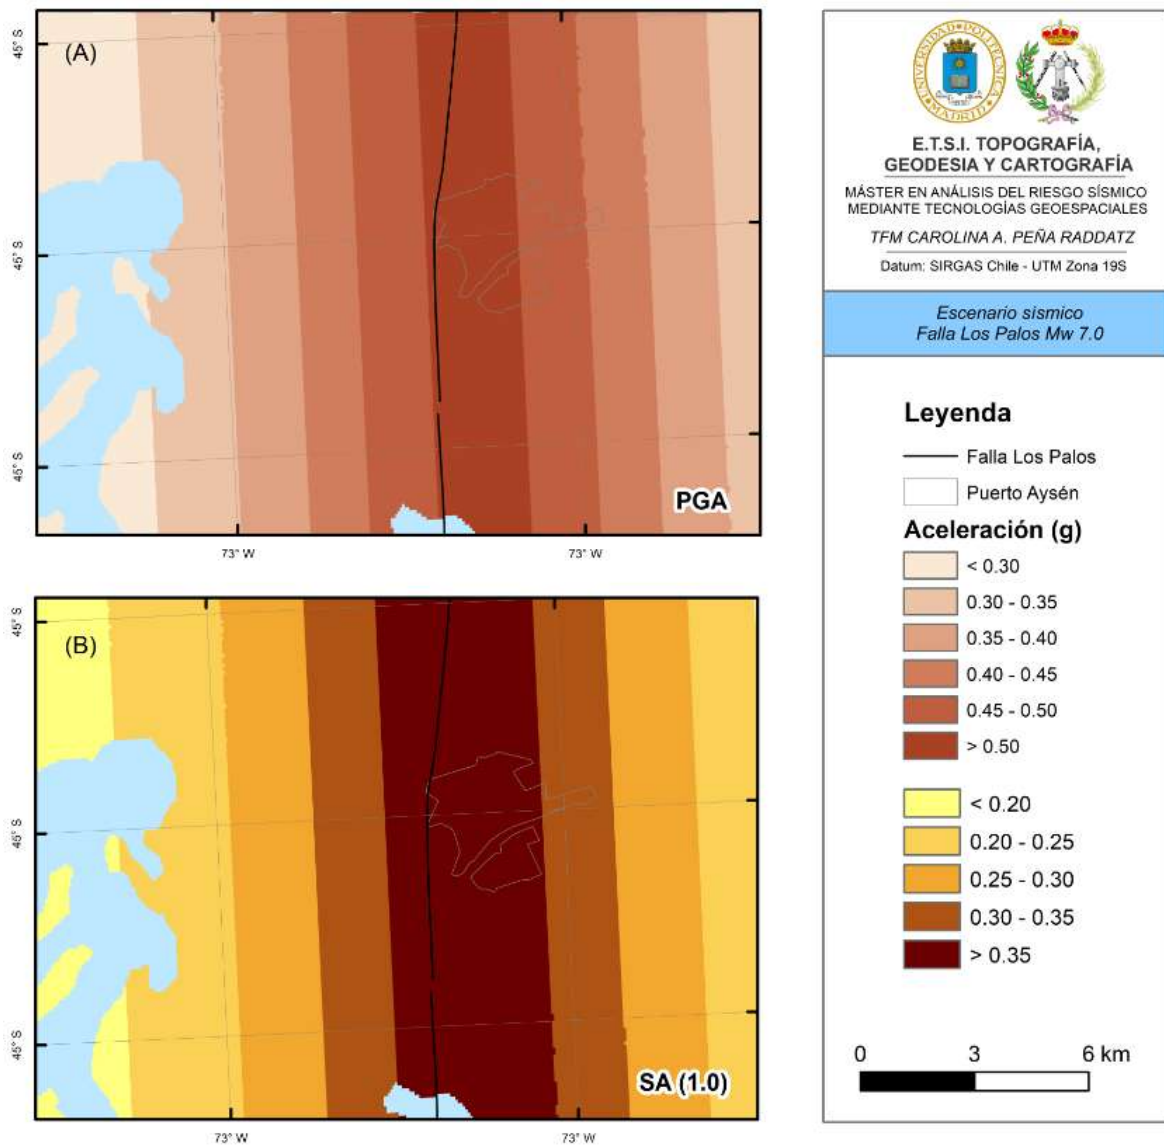 (A)
45° S
45° S
45° S
PGA
73° W
73° W
(B)
45° S
45° S
45° S
SA (1.0)
73° W
73° W
UNIVERSIDAD POLITÉCNICA
MADRID
E.T.S.I. TOPOGRAFÍA,
GEODESIA Y CARTOGRAFÍA
MÁSTER EN ANÁLISIS DEL RIESGO SÍSMICO
MEDIANTE TECNOLOGÍAS GEOESPACIALES
TFM CAROLINA A. PEÑA RADDATZ
Datum: SIRGAS Chile - UTM Zona 19S
Escenario sísmico
Falla Los Palos Mw 7.0
Leyenda
Falla Los Palos
Puerto Aysén
Aceleración (g)
< 0.30
0.30 - 0.35
0.35 - 0.40
0.40 - 0.45
0.45 - 0.50
> 0.50
< 0.20
0.20 - 0.25
0.25 - 0.30
0.30 - 0.35
> 0.35
0 3 6 km